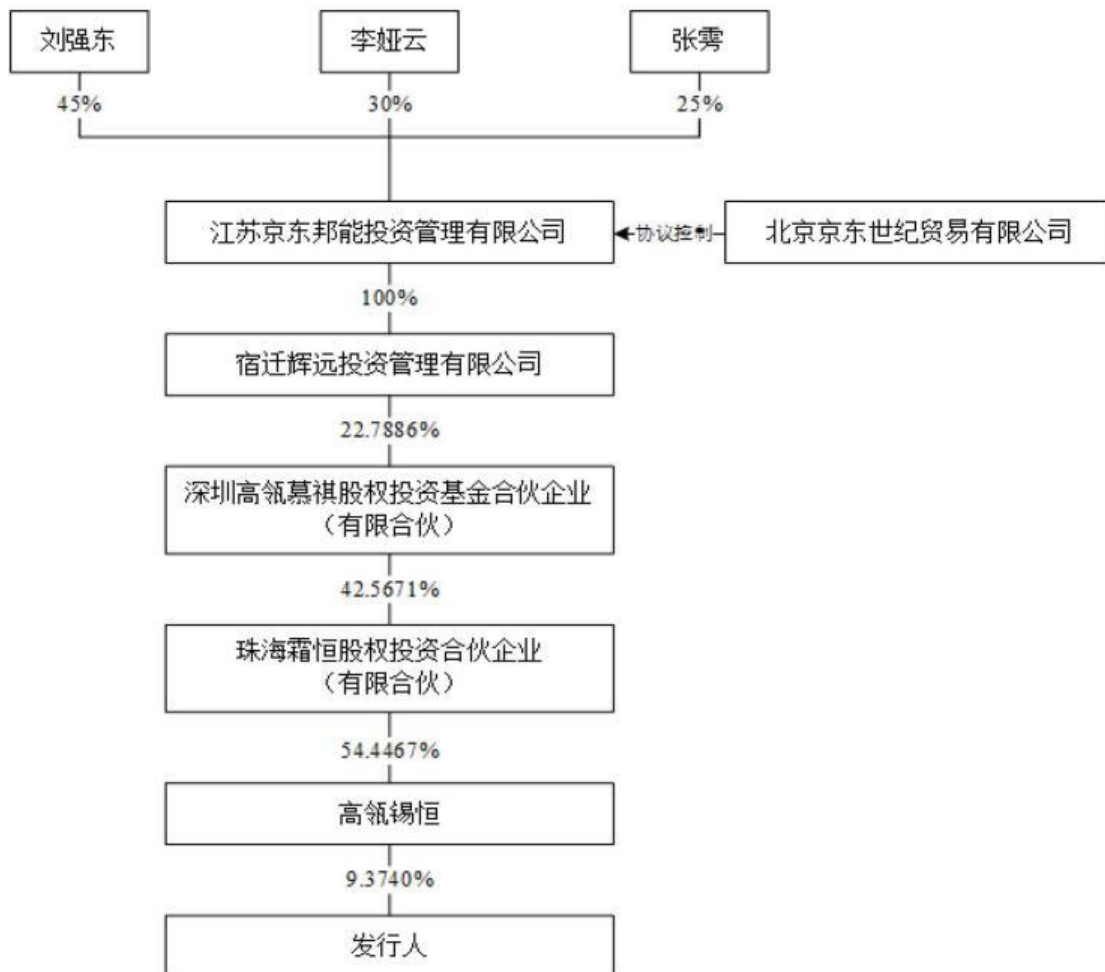 刘强东 李娅云 张雱
45% 30% 25%
江苏京东邦能投资管理有限公司 协议控制 北京京东世纪贸易有限公司
100%
宿迁辉远投资管理有限公司
22.7886%
深圳高瓴慕祺股权投资基金合伙企业
（有限合伙）
42.5671%
珠海霜恒股权投资合伙企业
（有限合伙）
54.4467%
高瓴锡恒
9.3740%
发行人